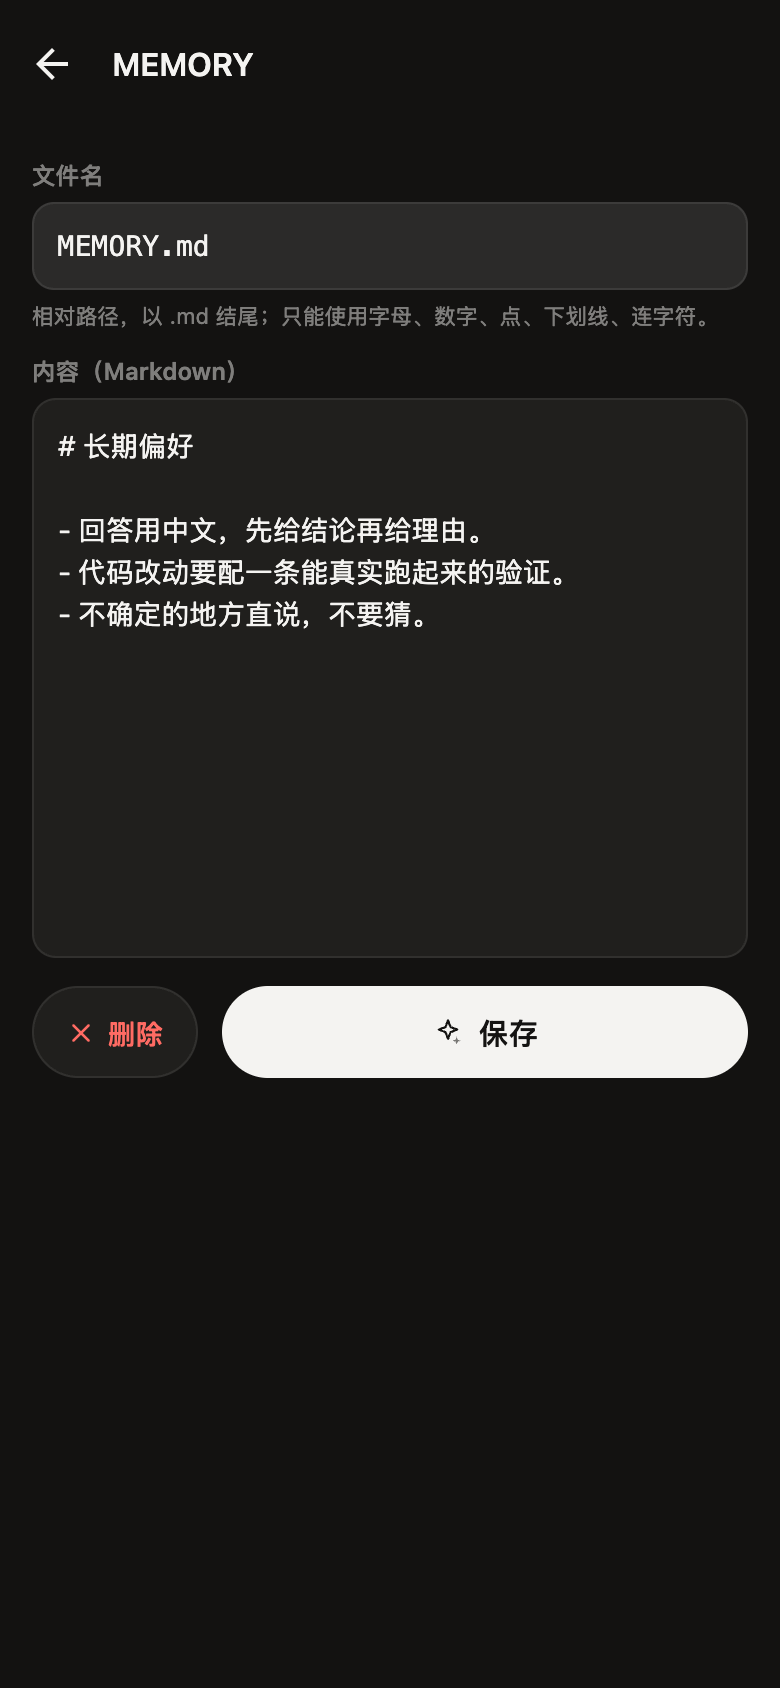 MEMORY
文件名
MEMORY.md
相对路径，以 .md 结尾；只能使用字母、数字、点、下划线、连字符。
内容（Markdown）
# 长期偏好
- 回答用中文，先给结论再给理由。
- 代码改动要配一条能真实跑起来的验证。
- 不确定的地方直说，不要猜。
删除
保存